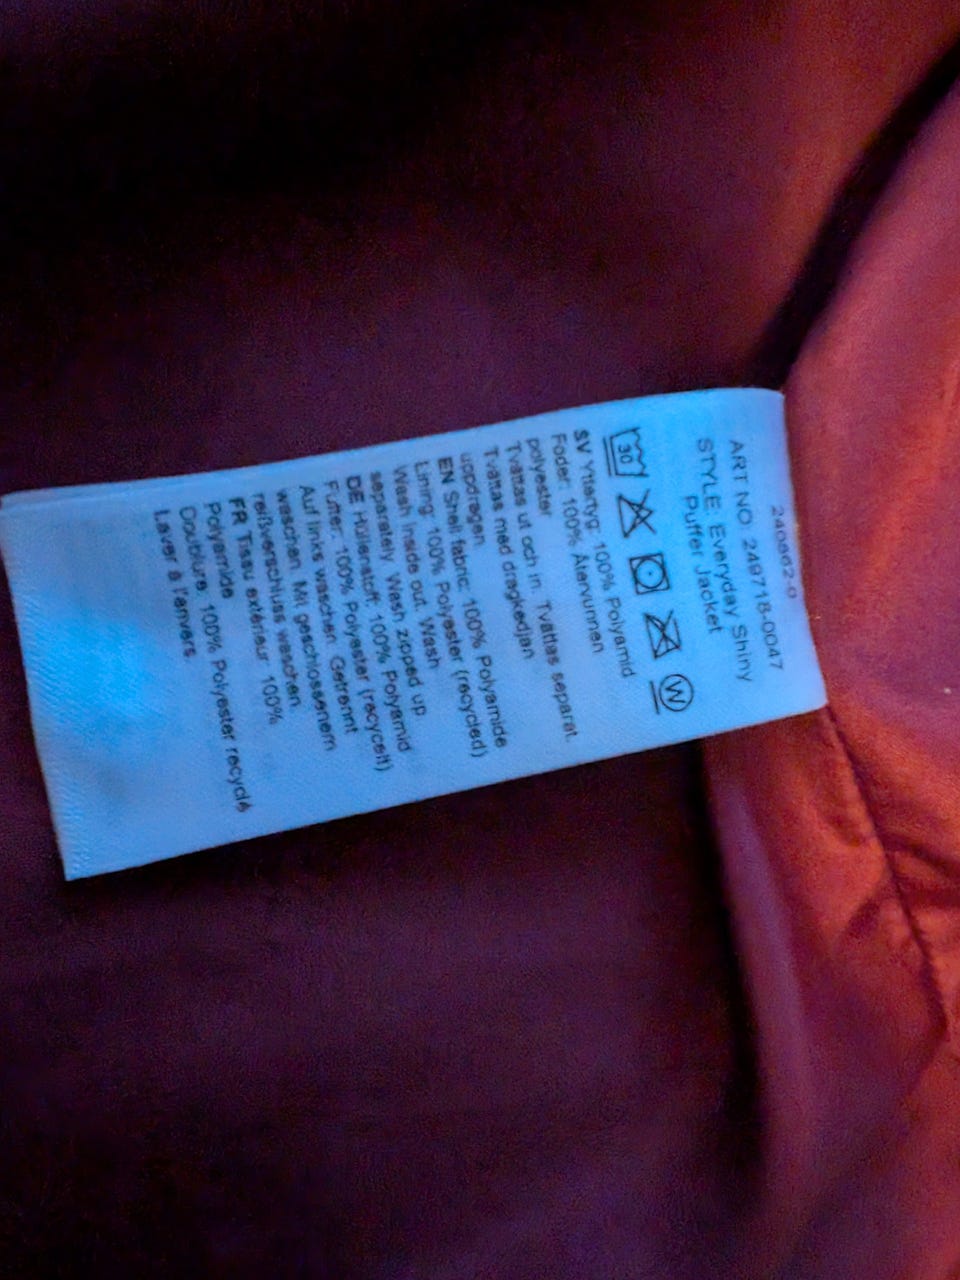 240862-0
ART NO. 249718-0047
STYLE. Everyday Shiny
Puffer Jacket
30 W
SV Yttertyg: 100% Polyamid
Foder: 100% Återvunnen
polyester
Tvättas ut och in. Tvättas separat.
Tvättas med dragkedjan
uppdragen.
EN Shell fabric: 100% Polyamide
Lining: 100% Polyester (recycled)
Wash inside out. Wash
separately. Wash zipped up
DE Hüllenstoff: 100% Polyamid
Futter: 100% Polyester (recycelt)
Auf links waschen. Getrennt
waschen. Mit geschlossenem
reißverschluss waschen.
FR Tissu extérieur: 100%
Polyamide
Doublure: 100% Polyester recyclé
Laver à l'envers.